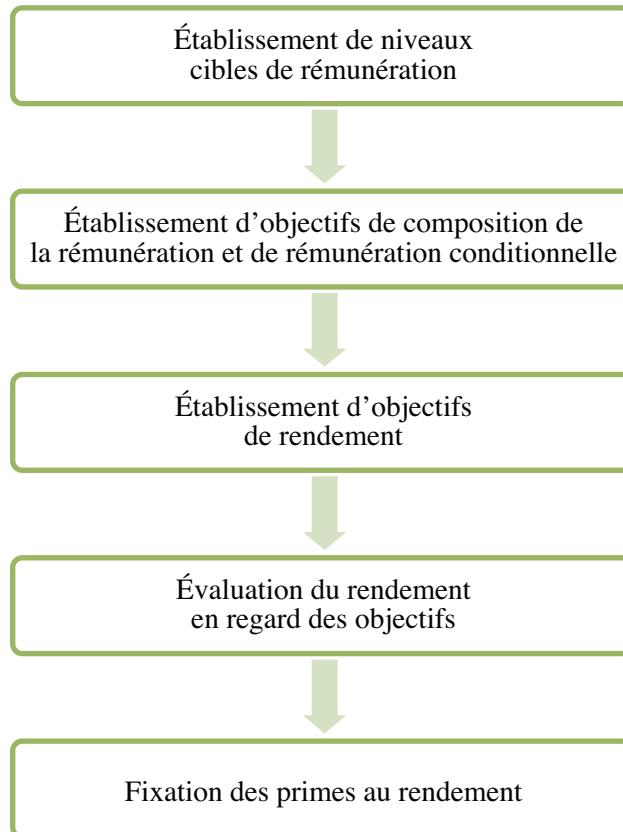 Établissement de niveaux
cibles de rémunération
Établissement d’objectifs de composition de
la rémunération et de rémunération conditionnelle
Établissement d’objectifs
de rendement
Évaluation du rendement
en regard des objectifs
Fixation des primes au rendement